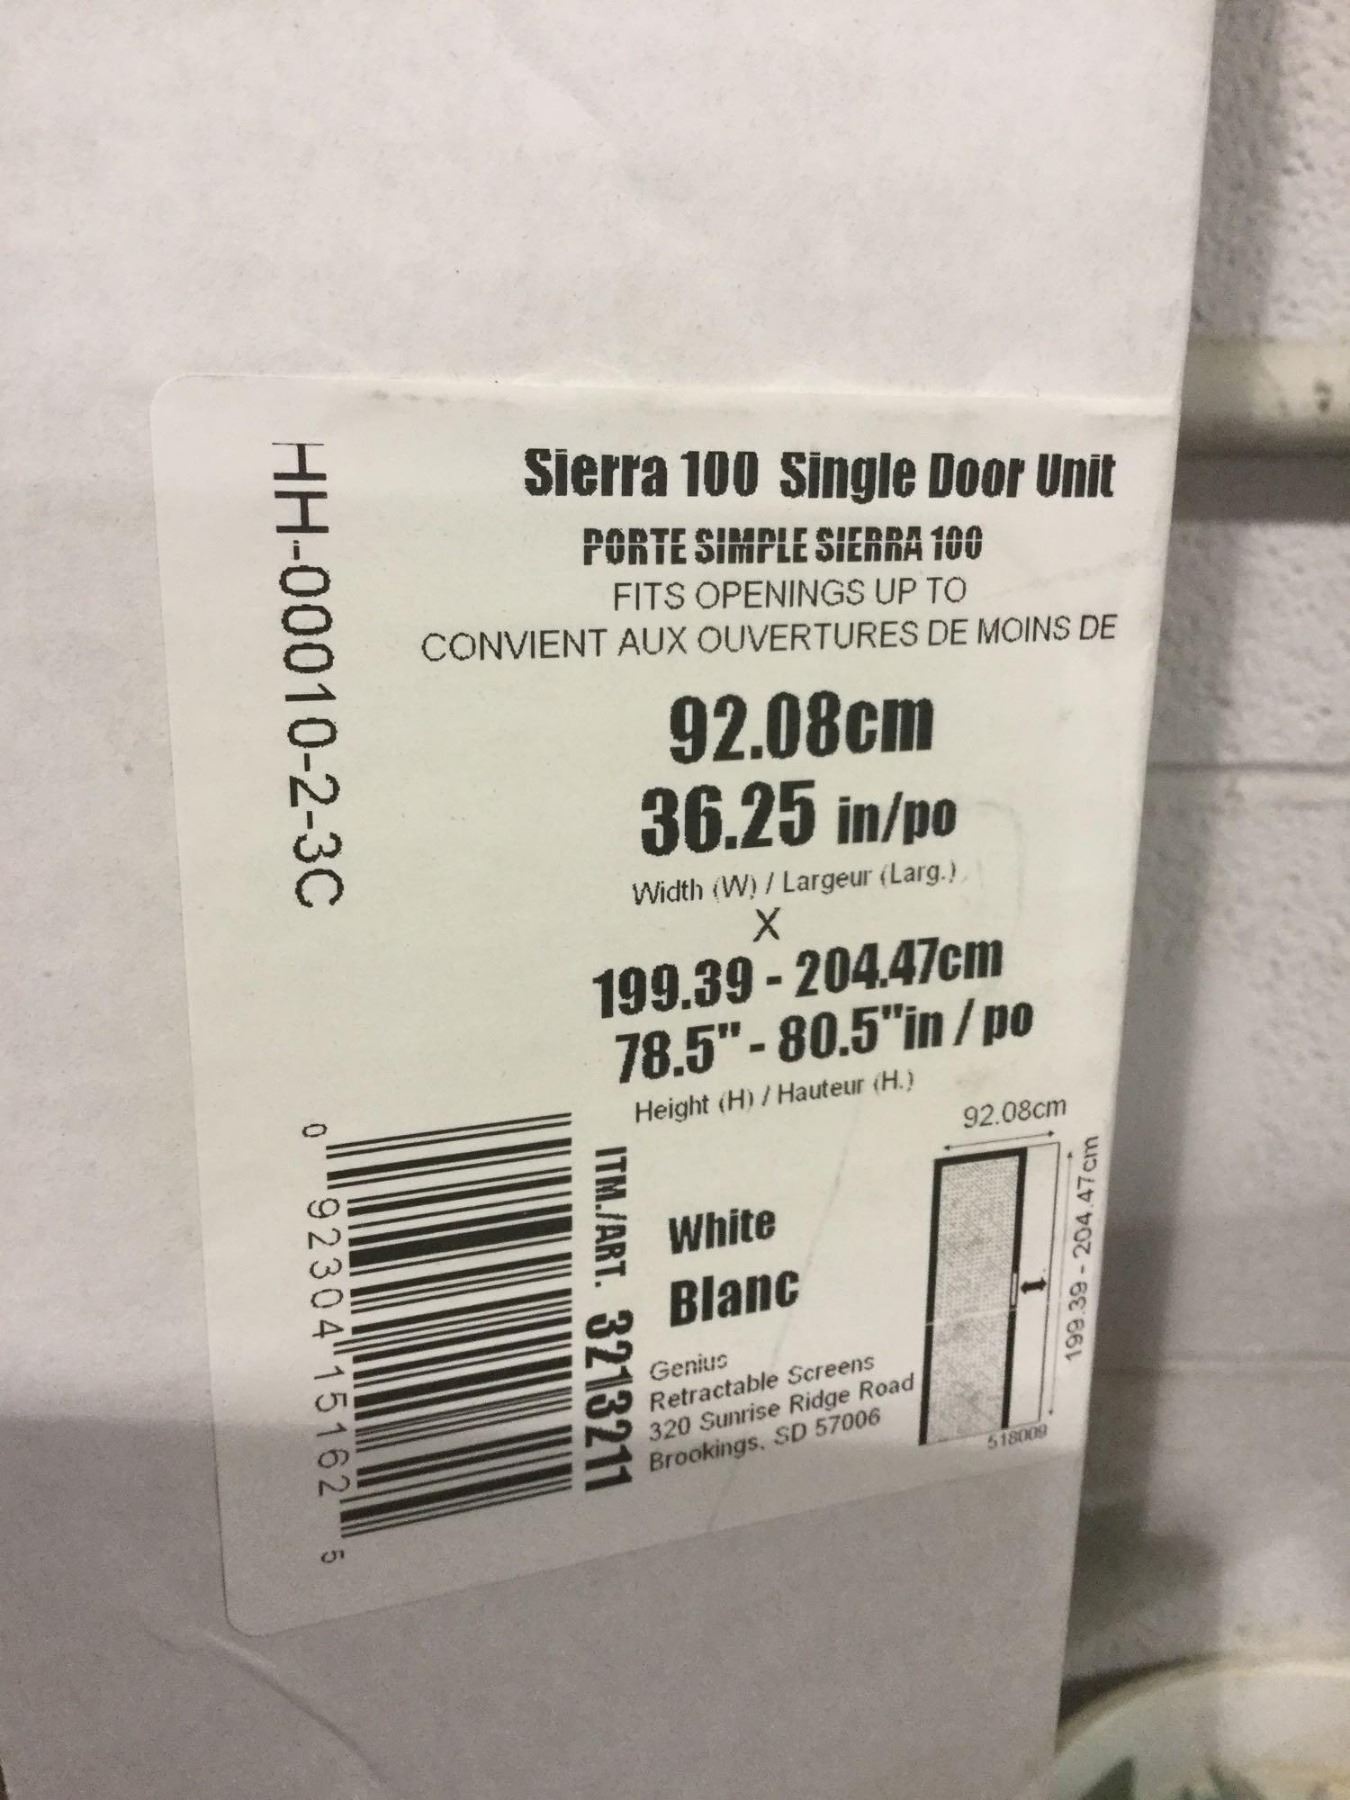 HH-00010-2-3C
Sierra 100 Single Door Unit
PORTE SIMPLE SIERRA 100
FITS OPENINGS UP TO
CONVIENT AUX OUVERTURES DE MOINS DE
92.08cm
36.25 in/po
Width (W) / Largeur (Larg.)
X
199.39 - 204.47cm
78.5" - 80.5"in / po
Height (H) / Hauteur (H.)
0 92304 15162 5
ITM./ART. 3213211
White
Blanc
Genius
Retractable Screens
320 Sunrise Ridge Road
Brookings, SD 57006
92.08cm
199.39 - 204.47cm
518009